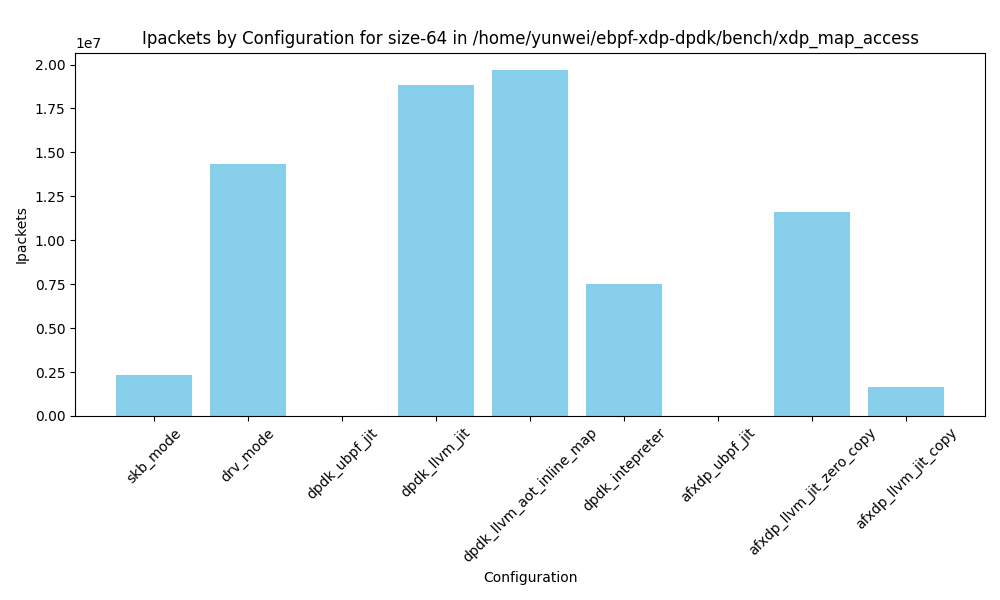 Ipackets by Configuration for size-64 in /home/yunwei/ebpf-xdp-dpdk/bench/xdp_map_access
1e7
2.00
1.75
1.50
1.25
1.00
0.75
0.50
0.25
0.00
Ipackets
skb_mode
drv_mode
dpdk_ubpf_jit
dpdk_llvm_jit
dpdk_llvm_aot_inline_map
dpdk_intepreter
afxdp_ubpf_jit
afxdp_llvm_jit_zero_copy
afxdp_llvm_jit_copy
Configuration